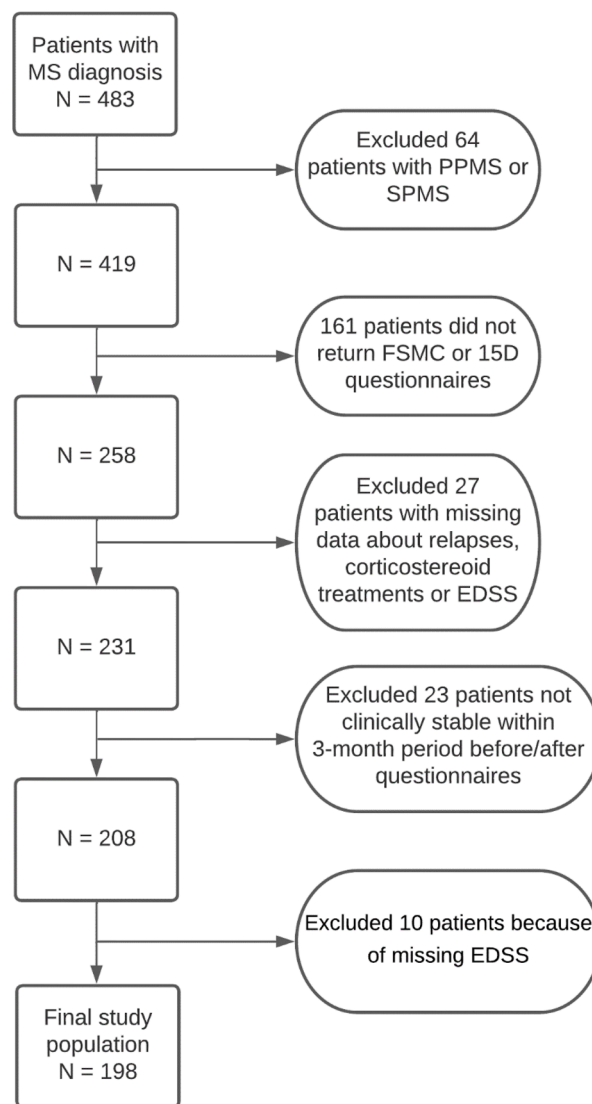 Patients with
MS diagnosis
N = 483
Excluded 64
patients with PPMS or
SPMS
N = 419
161 patients did not
return FSMC or 15D
questionnaires
N = 258
Excluded 27
patients with missing
data about relapses,
corticostereoid
treatments or EDSS
N = 231
Excluded 23 patients not
clinically stable within
3-month period before/after
questionnaires
N = 208
Excluded 10 patients because
of missing EDSS
Final study
population
N = 198